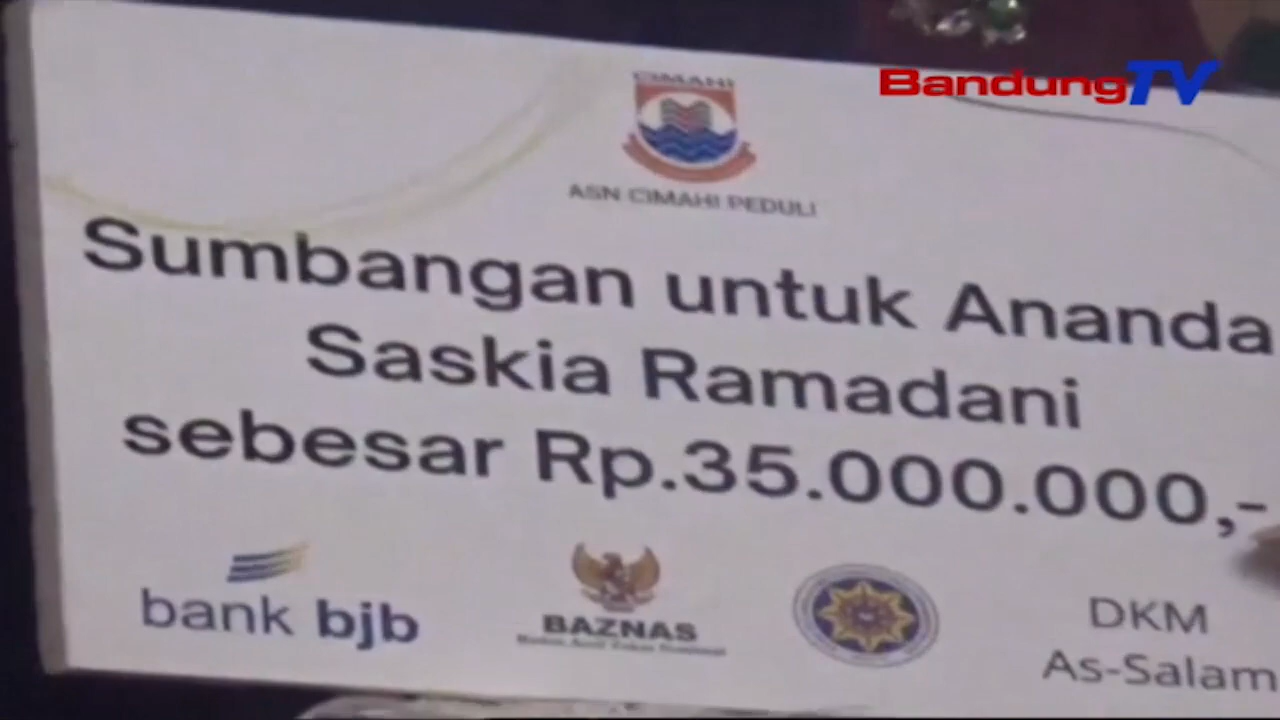 BandungTV
CIMAHI
ASN CIMAHI PEDULI
Sumbangan untuk Ananda
Saskia Ramadani
sebesar Rp.35.000.000,-
bank bjb
BAZNAS
DKM
As-Salam